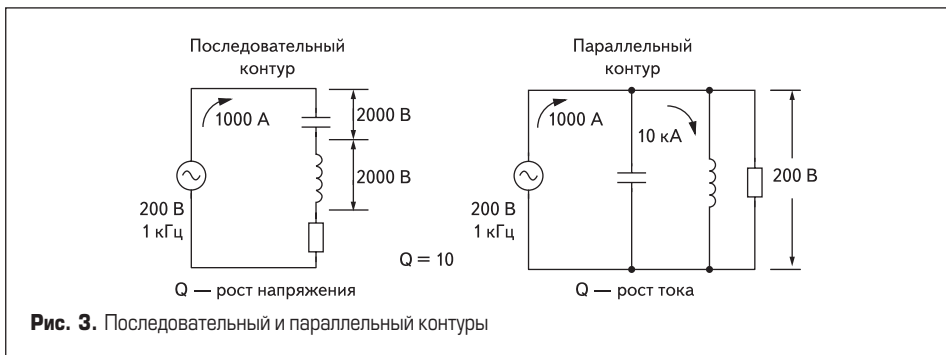 Последовательный
контур
1000 А
2000 В
2000 В
200 В
1 кГц
Q — рост напряжения
Q = 10
Параллельный
контур
1000 А
10 кА
200 В
200 В
1 кГц
Q — рост тока
Рис. 3. Последовательный и параллельный контуры